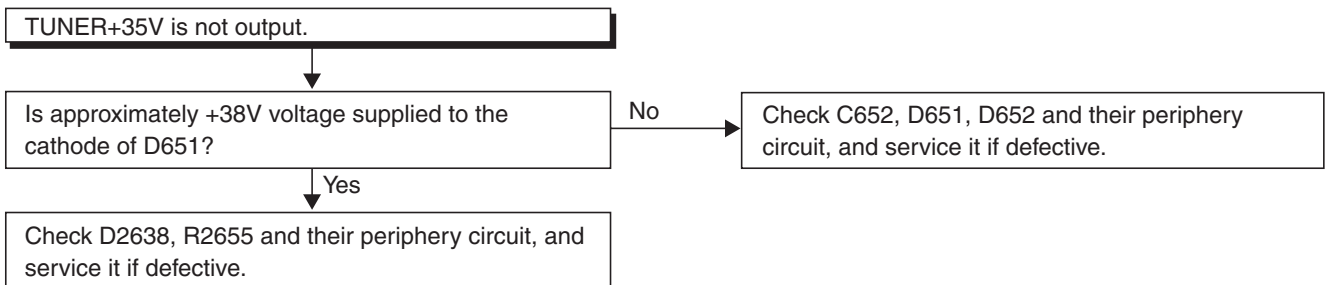 TUNER+35V is not output.
Is approximately +38V voltage supplied to the
cathode of D651?
No
Check C652, D651, D652 and their periphery
circuit, and service it if defective.
Yes
Check D2638, R2655 and their periphery circuit, and
service it if defective.